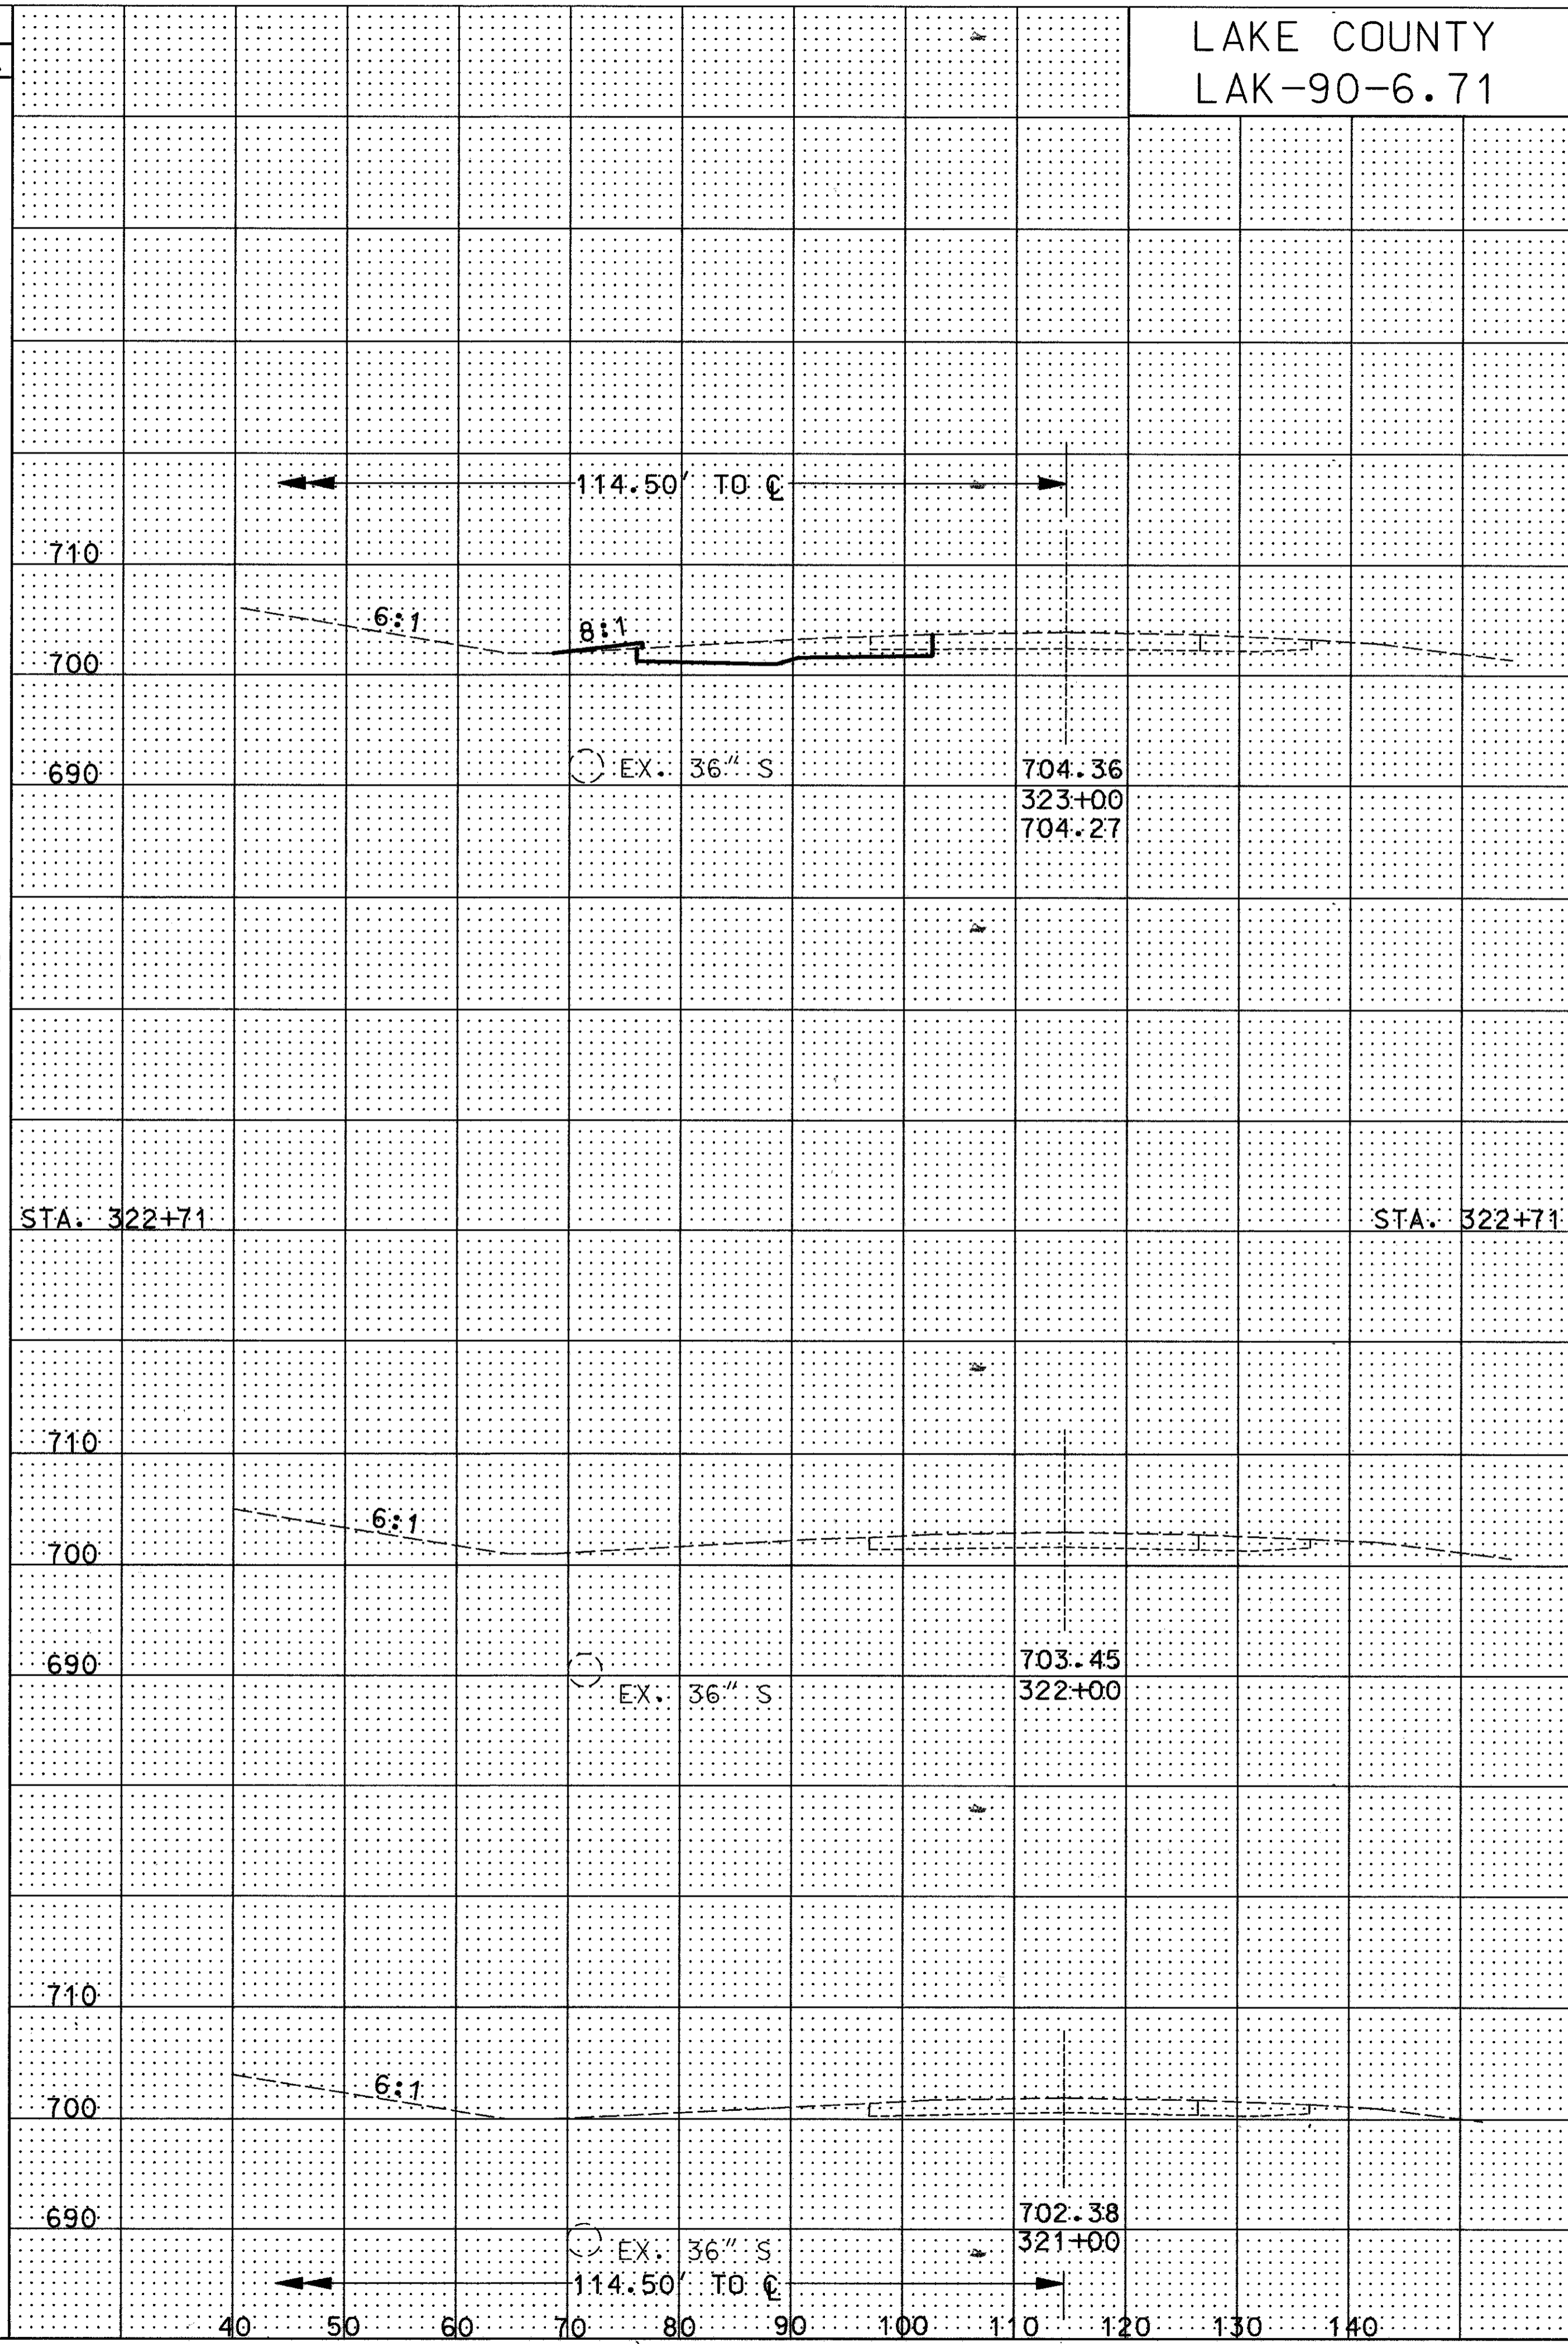 LAKE COUNTY
LAK-90-6.71
114.50' TO ℄
710
6:1
8:1
700
EX. 36" S
690
704.36
323+00
704.27
STA. 322+71
STA. 322+71
710
6:1
700
690
703.45
EX. 36" S
322+00
710
6:1
700
690
702.38
EX. 36" S
321+00
114.50' TO ℄
40 50 60 70 80 90 100 110 120 130 140